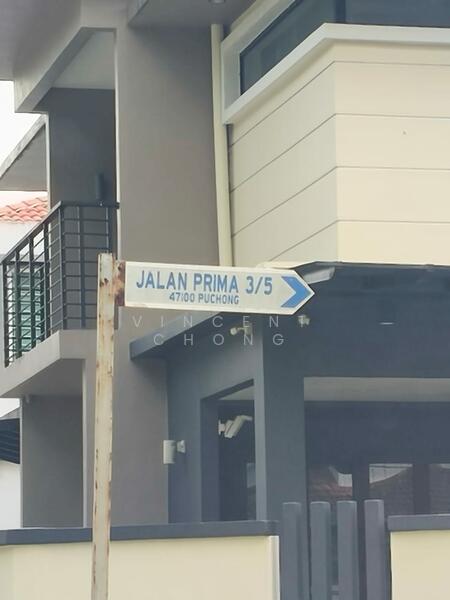 JALAN PRIMA 3/5
47100 PUCHONG
VINCENT
CHONG